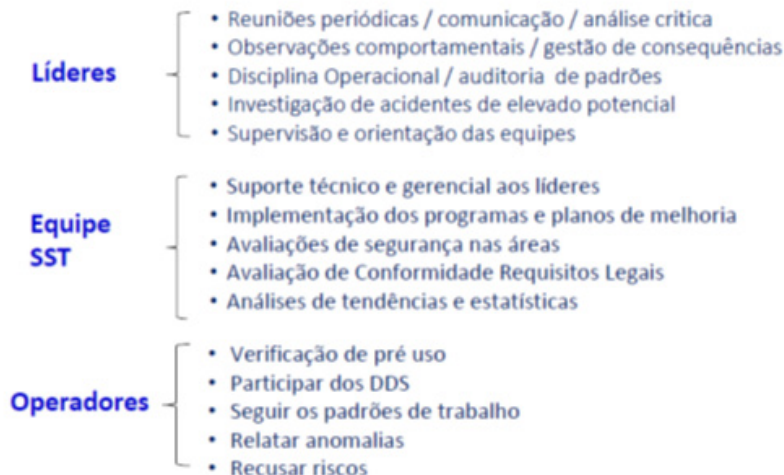 Líderes
• Reuniões periódicas / comunicação / análise critica
• Observações comportamentais / gestão de consequências
• Disciplina Operacional / auditoria de padrões
• Investigação de acidentes de elevado potencial
• Supervisão e orientação das equipes
Equipe
SST
• Suporte técnico e gerencial aos líderes
• Implementação dos programas e planos de melhoria
• Avaliações de segurança nas áreas
• Avaliação de Conformidade Requisitos Legais
• Análises de tendências e estatísticas
Operadores
• Verificação de pré uso
• Participar dos DDS
• Seguir os padrões de trabalho
• Relatar anomalias
• Recusar riscos